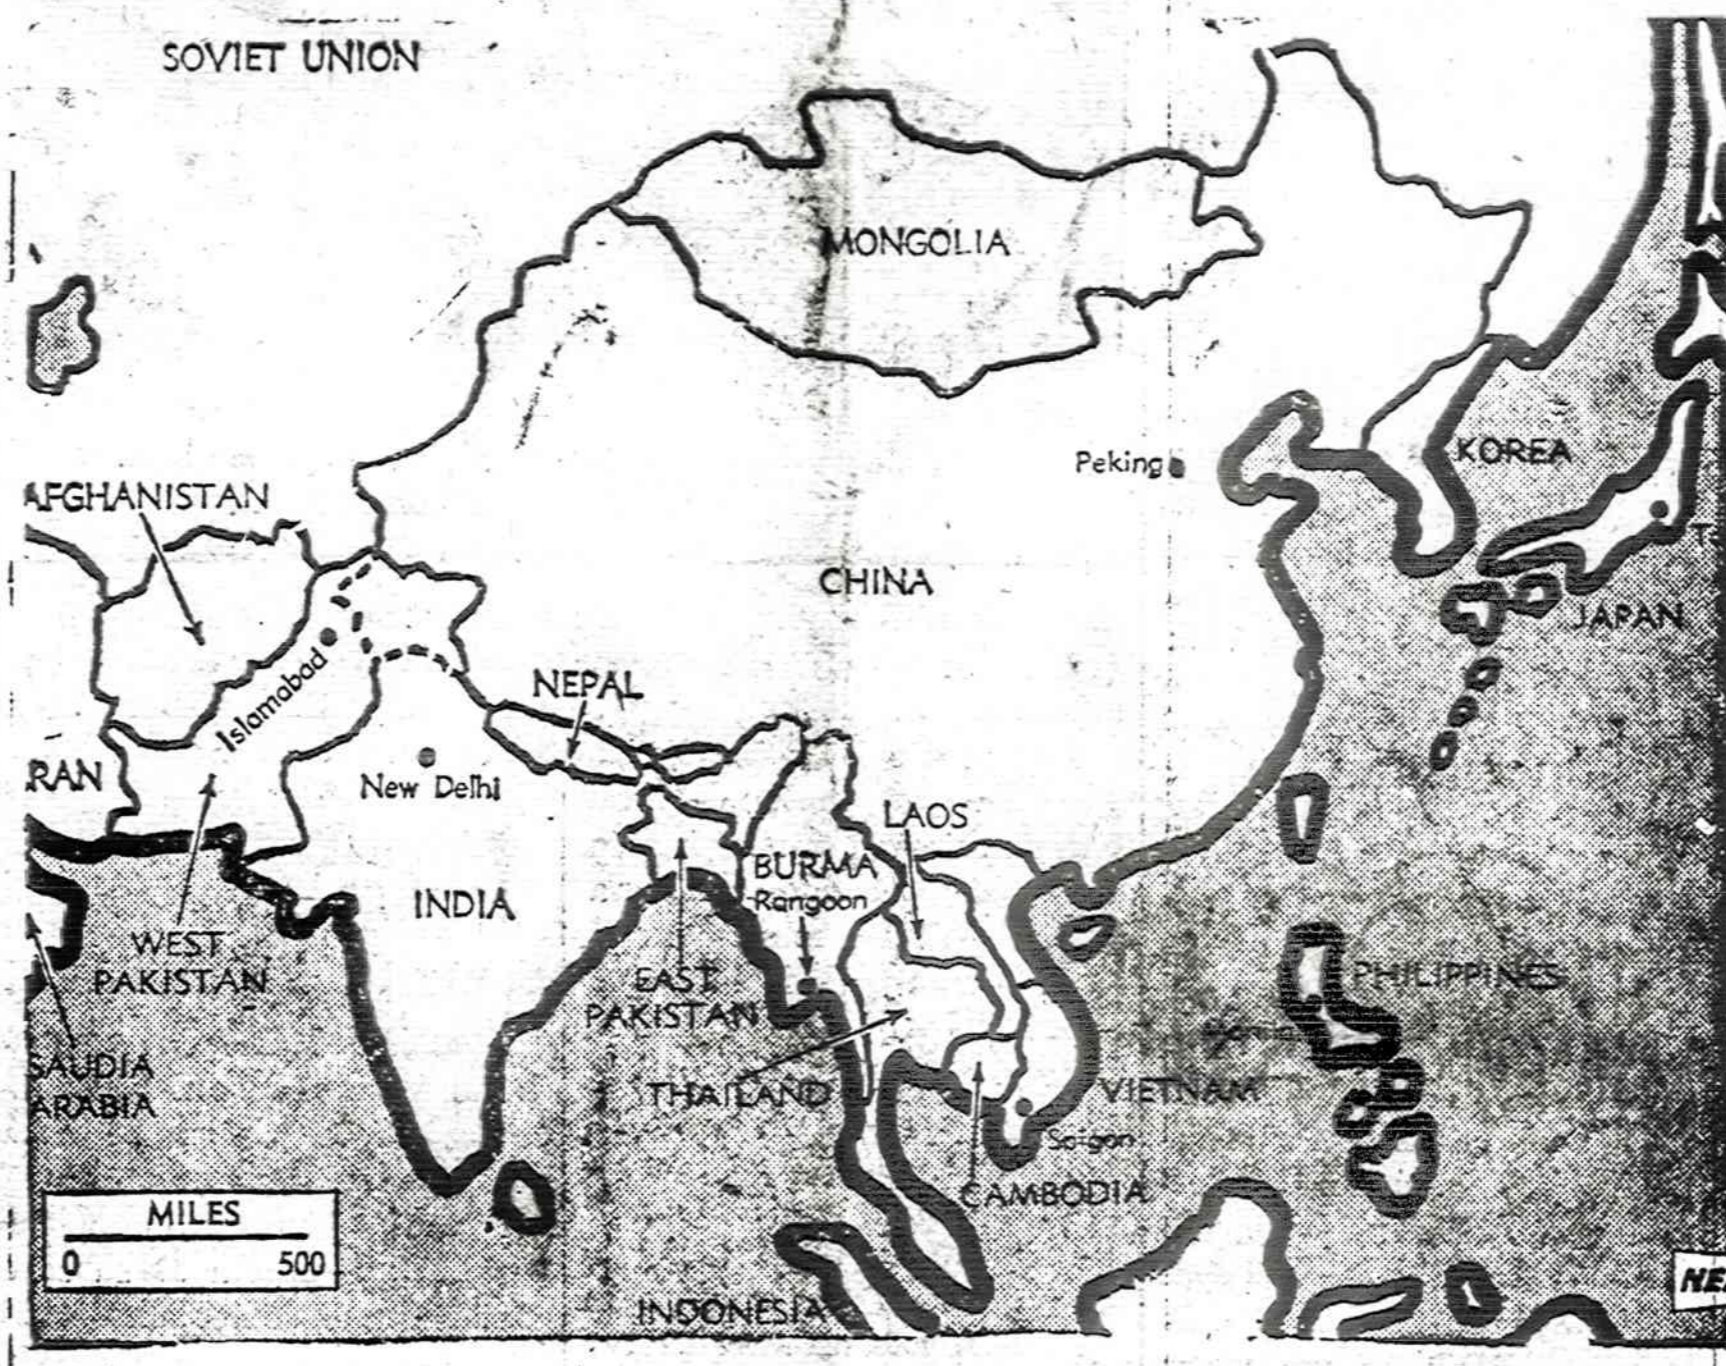 SOVIET UNION
MONGOLIA
KOREA
Peking
AFGHANISTAN
CHINA
JAPAN
Islamabad
NEPAL
RAN
New Delhi
LAOS
BURMA
Rangoon
INDIA
WEST
PAKISTAN
EAST
PAKISTAN
PHILIPPINES
SAUDIA
ARABIA
THAILAND
VIETNAM
Saigon
CAMBODIA
MILES
0 500
INDONESIA
NE